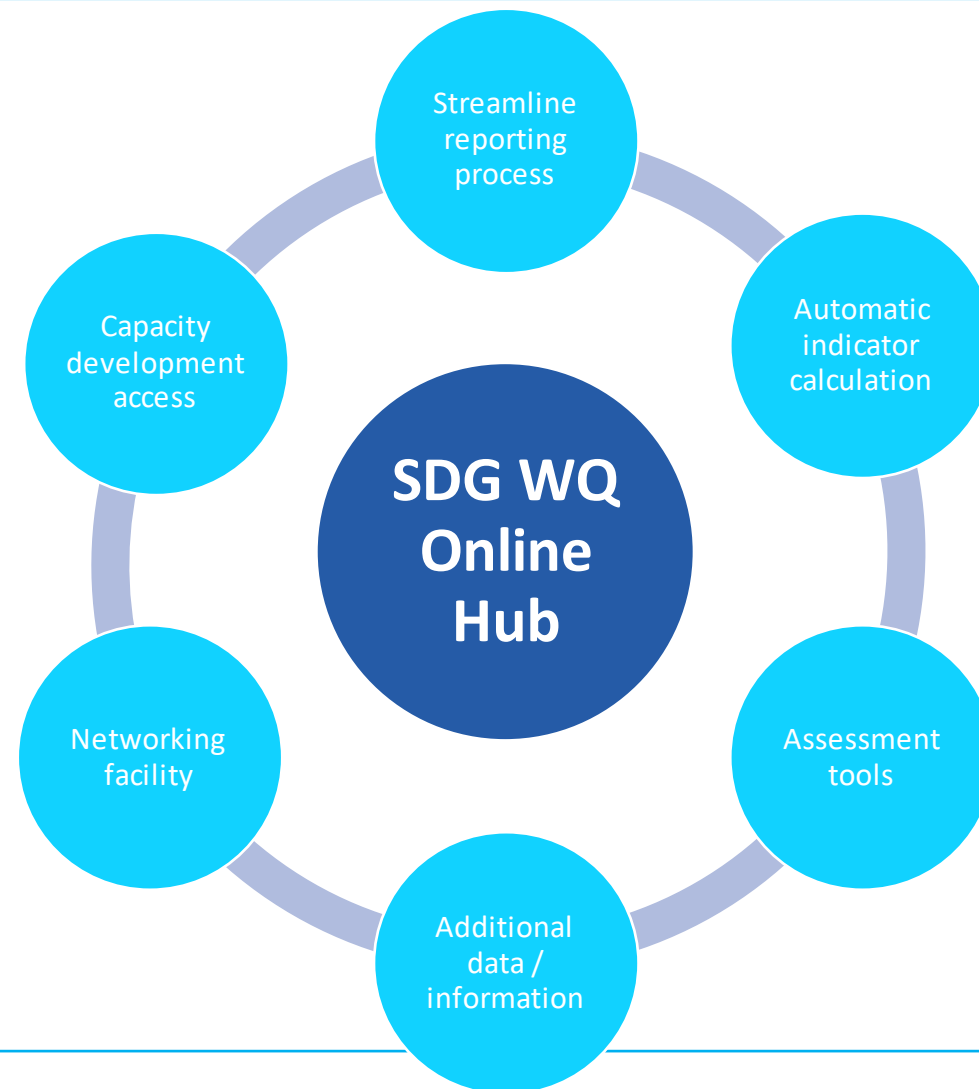 Streamline
reporting
process
Automatic
indicator
calculation
Capacity
development
access
SDG WQ
Online
Hub
Networking
facility
Assessment
tools
Additional
data /
information